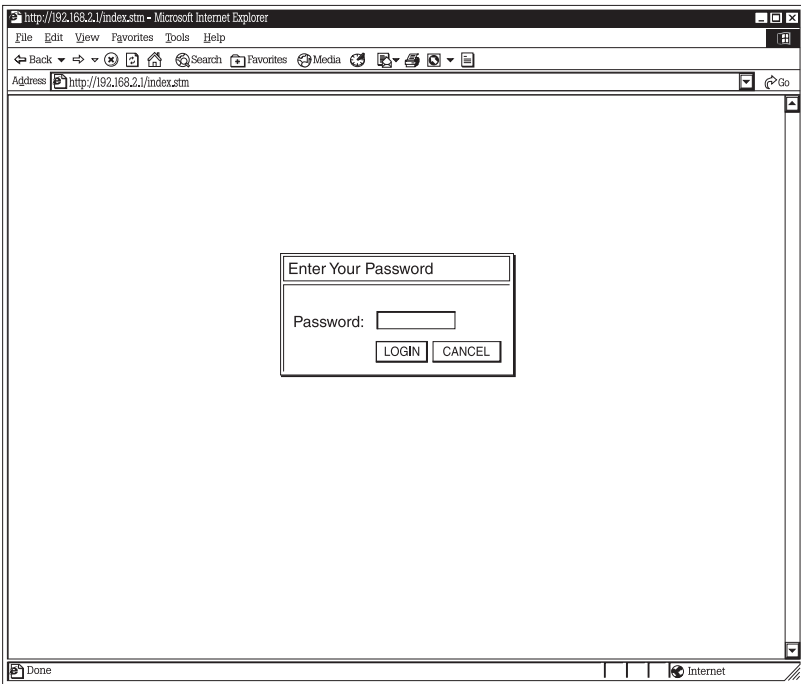 http://192.168.2.1/index.stm - Microsoft Internet Explorer
File Edit View Favorites Tools Help
Back Search Favorites Media
Address http://192.168.2.1/index.stm Go
Enter Your Password
Password:
LOGIN CANCEL
Done Internet